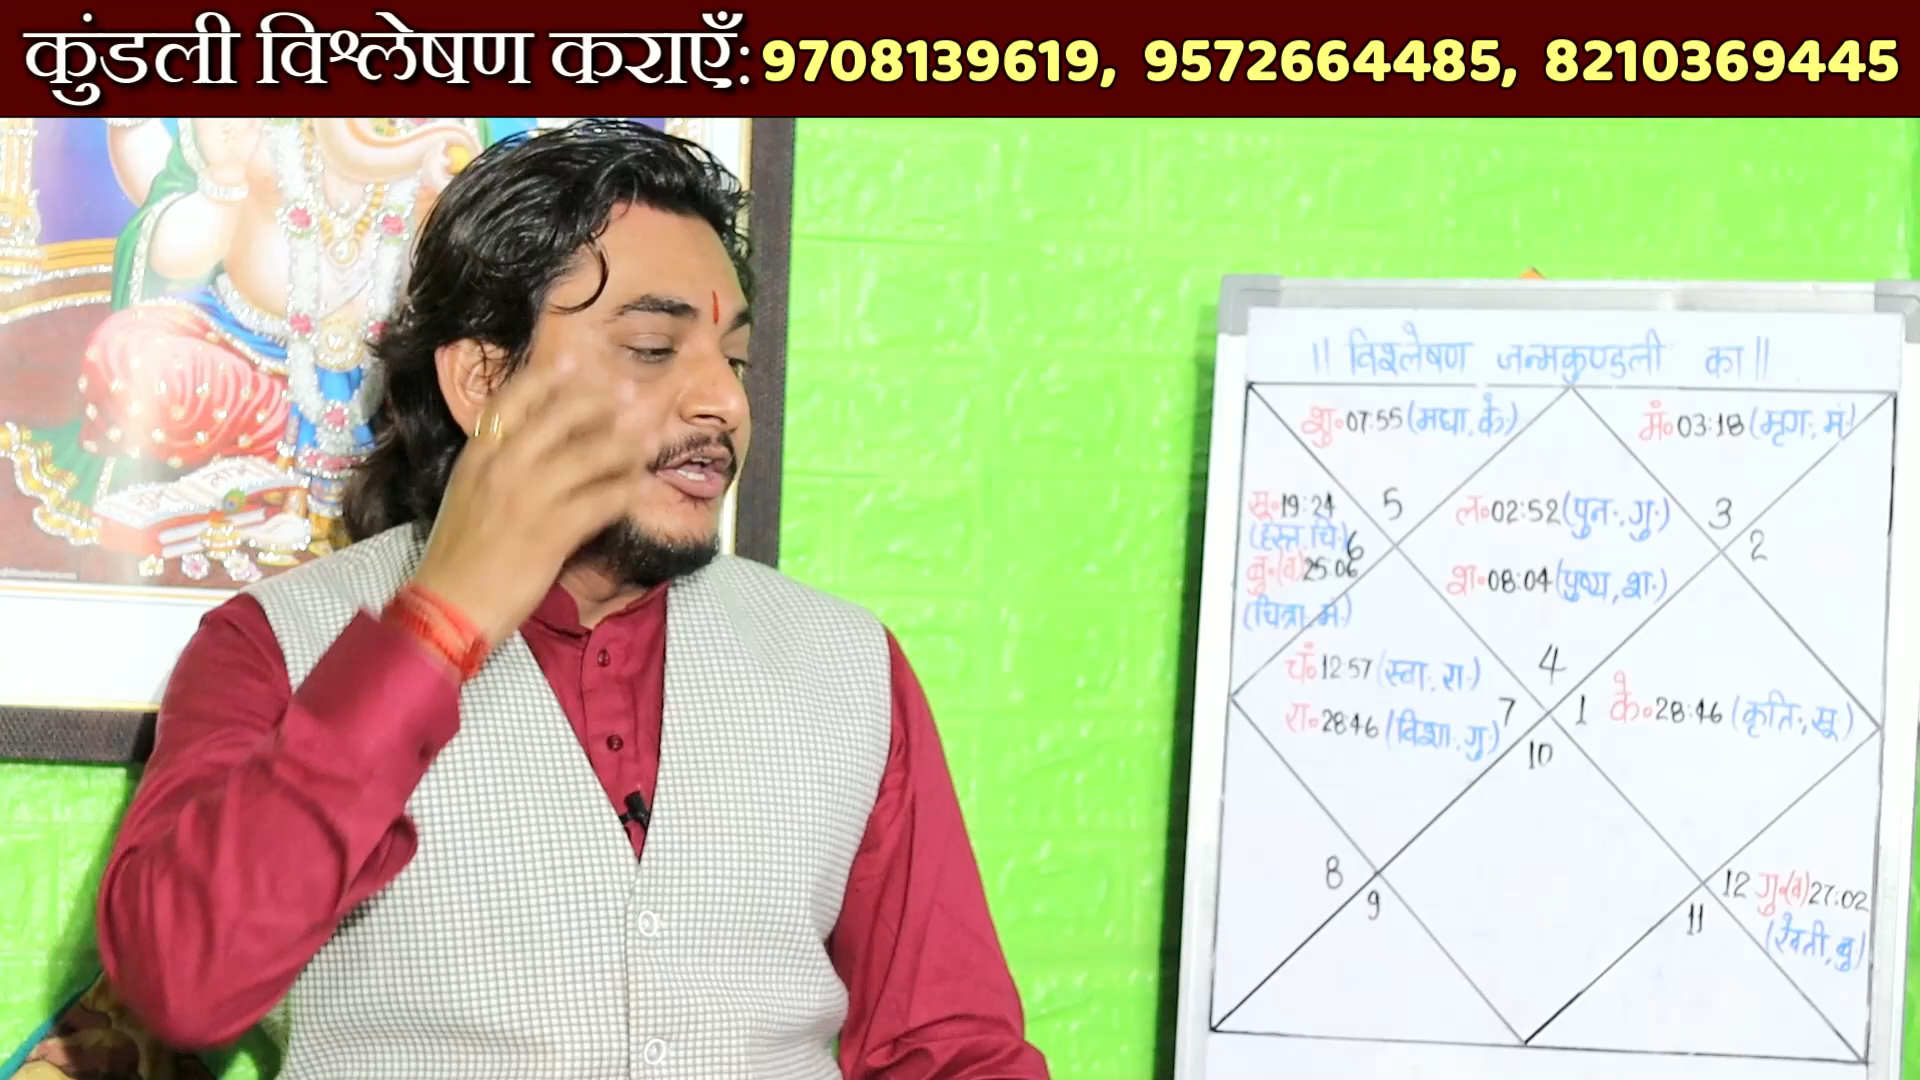 कुंडली विश्लेषण कराएँ: 9708139619, 9572664485, 8210369445
|| विश्लेषण जन्मकुण्डली का ||
शु॰07:55 (मघा, के॰)
मं॰ 03:18 (मृग॰, मं॰)
सू॰19:24
(हस्त, चि॰)
6
बु॰(व)25:06
(चित्रा, मं॰)
5
ल॰02:52 (पुन॰, गु॰)
श॰08:04 (पुष्य, श॰)
3
2
4
चं॰12:57 (स्वा॰, रा॰)
रा॰28:46 (विशा॰, गु॰)
7
1
के॰28:46 (कृति॰, सू॰)
10
8
9
11
12 गु॰(व)27:02
(रेवती, बु॰)